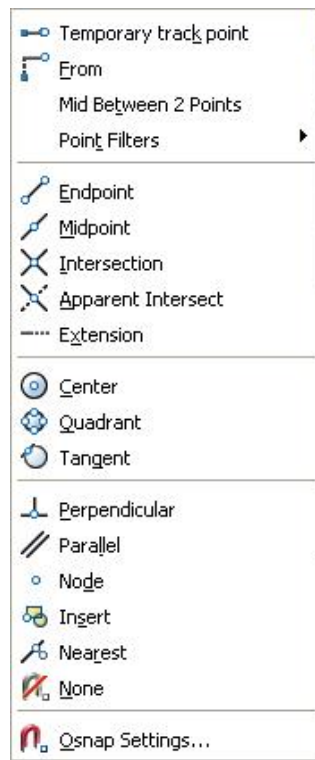 Temporary track point
From
Mid Between 2 Points
Point Filters
Endpoint
Midpoint
Intersection
Apparent Intersect
Extension
Center
Quadrant
Tangent
Perpendicular
Parallel
Node
Insert
Nearest
None
Osnap Settings...